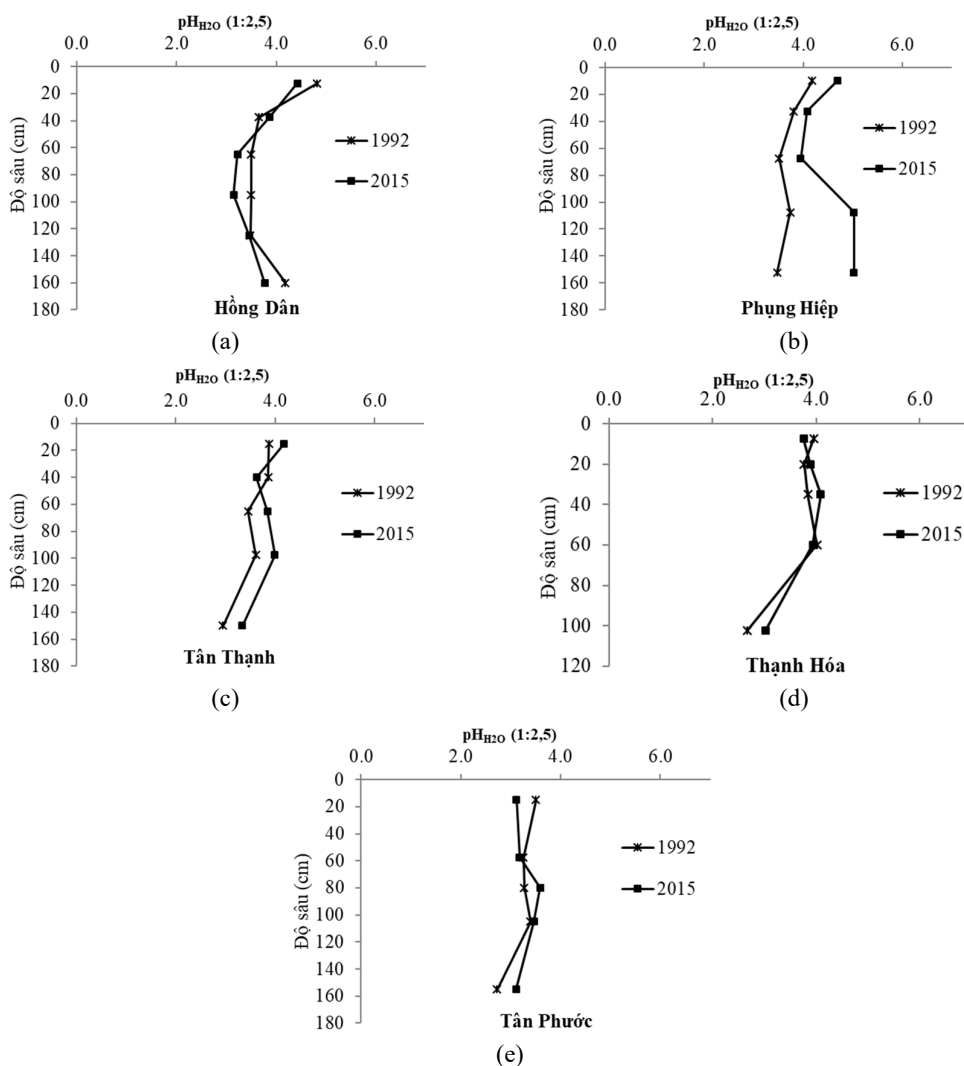 pH_H2O (1:2,5)
0.0 2.0 4.0 6.0
0
20
40
60
80
100
120
140
160
180
Độ sâu (cm)
1992
2015
Hồng Dân
(a)
pH_H2O (1:2,5)
0.0 2.0 4.0 6.0
0
20
40
60
80
100
120
140
160
180
Độ sâu (cm)
1992
2015
Phụng Hiệp
(b)
pH_H2O (1:2,5)
0.0 2.0 4.0 6.0
0
20
40
60
80
100
120
140
160
180
Độ sâu (cm)
1992
2015
Tân Thạnh
(c)
pH_H2O (1:2,5)
0.0 2.0 4.0 6.0
0
20
40
60
80
100
120
Độ sâu (cm)
1992
2015
Thạnh Hóa
(d)
pH_H2O (1:2,5)
0.0 2.0 4.0 6.0
0
20
40
60
80
100
120
140
160
180
Độ sâu (cm)
1992
2015
Tân Phước
(e)